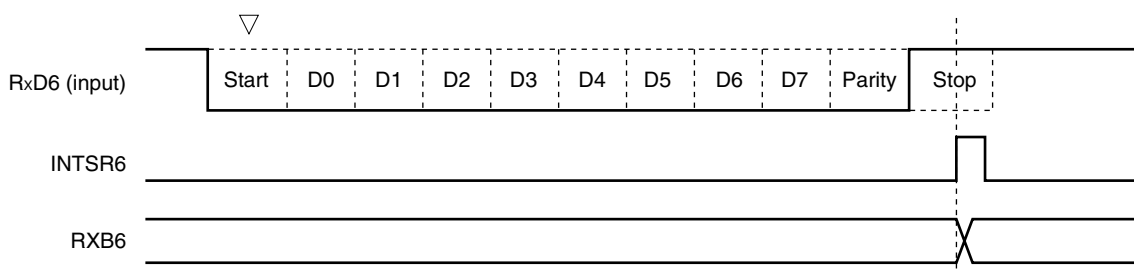 RxD6 (input) Start D0 D1 D2 D3 D4 D5 D6 D7 Parity Stop
INTSR6
RXB6